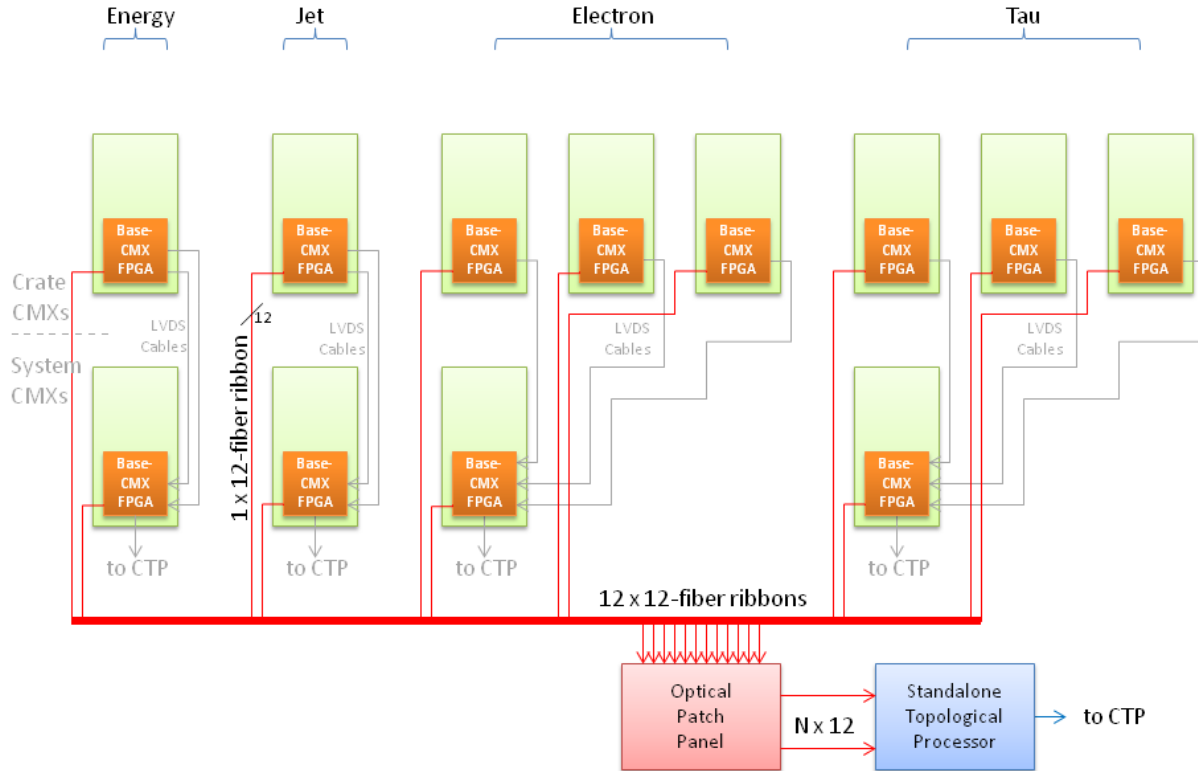 Energy
Jet
Electron
Tau
Base-
CMX
FPGA
Base-
CMX
FPGA
Base-
CMX
FPGA
Base-
CMX
FPGA
Base-
CMX
FPGA
Base-
CMX
FPGA
Base-
CMX
FPGA
Base-
CMX
FPGA
Crate
CMXs
System
CMXs
12
1 x 12-fiber ribbon
LVDS
Cables
LVDS
Cables
LVDS
Cables
LVDS
Cables
Base-
CMX
FPGA
Base-
CMX
FPGA
Base-
CMX
FPGA
Base-
CMX
FPGA
to CTP
to CTP
to CTP
to CTP
12 x 12-fiber ribbons
Optical
Patch
Panel
N x 12
Standalone
Topological
Processor
to CTP